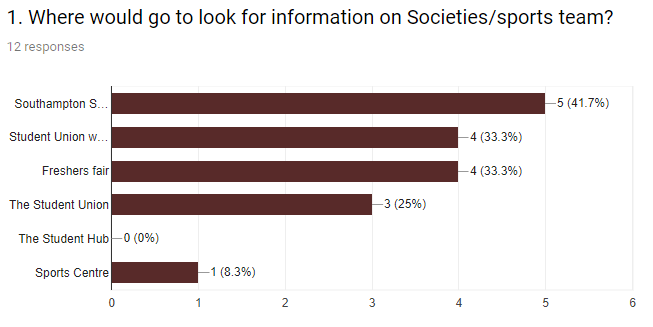 1. Where would go to look for information on Societies/sports team?
12 responses
Southampton S... 5 (41.7%)
Student Union w... 4 (33.3%)
Freshers fair 4 (33.3%)
The Student Union 3 (25%)
The Student Hub 0 (0%)
Sports Centre 1 (8.3%)
0 1 2 3 4 5 6